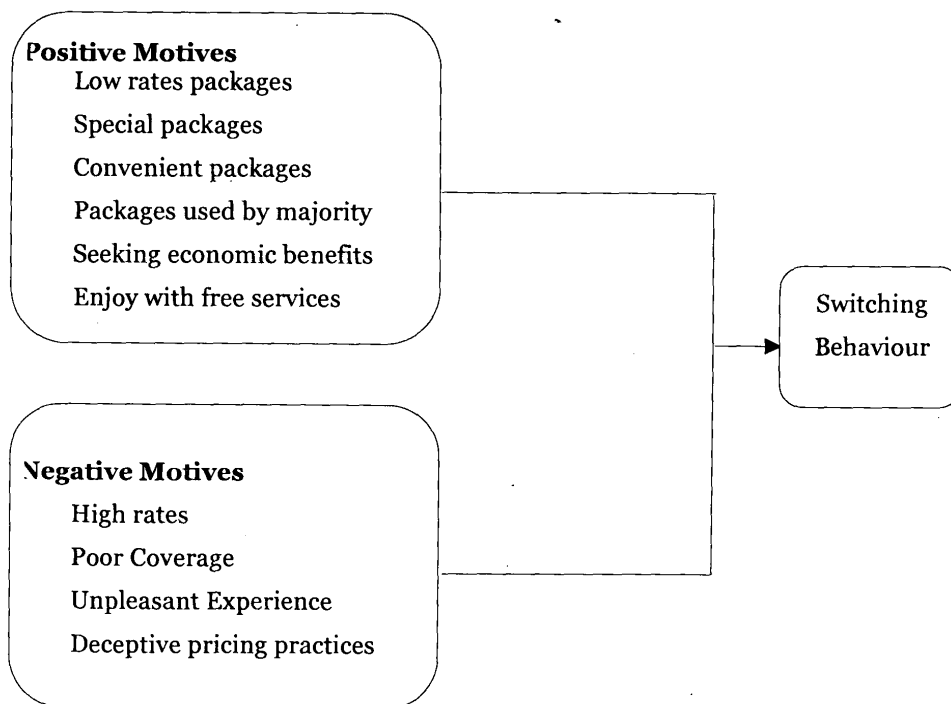 Positive Motives
Low rates packages
Special packages
Convenient packages
Packages used by majority
Seeking economic benefits
Enjoy with free services
Switching
Behaviour
Negative Motives
High rates
Poor Coverage
Unpleasant Experience
Deceptive pricing practices